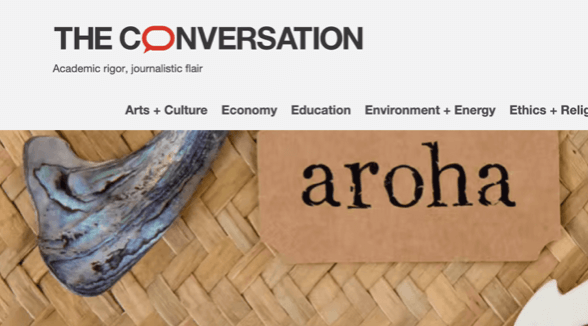 THE CONVERSATION
Academic rigor, journalistic flair
Arts + Culture Economy Education Environment + Energy Ethics + Relig
aroha